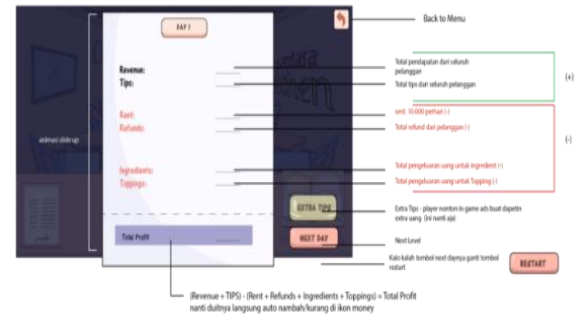 DAY 1
Back to Menu
Revenue:
Tips:
Total pendapatan dari seluruh
pelanggan
Total tips dari seluruh pelanggan
(+)
Rent:
Refunds:
rent: 10 000 perhari (-)
Total refund dari pelanggan (-)
(-)
animasi slide up
Ingredients:
Toppings:
Total pengeluaran uang untuk ingredient (-)
Total pengeluaran uang untuk Topping (-)
EXTRA TIPS
Extra Tips - player nonton in-game ads buat dapetin
extra uang (ini nanti aja)
Total Profit
NEXT DAY
Next Level
Kalo kalah tombol next daynya ganti tombol
restart
RESTART
(Revenue + TIPS) - (Rent + Refunds + Ingredients + Toppings) = Total Profit
nanti duitnya langsung auto nambah/kurang di ikon money